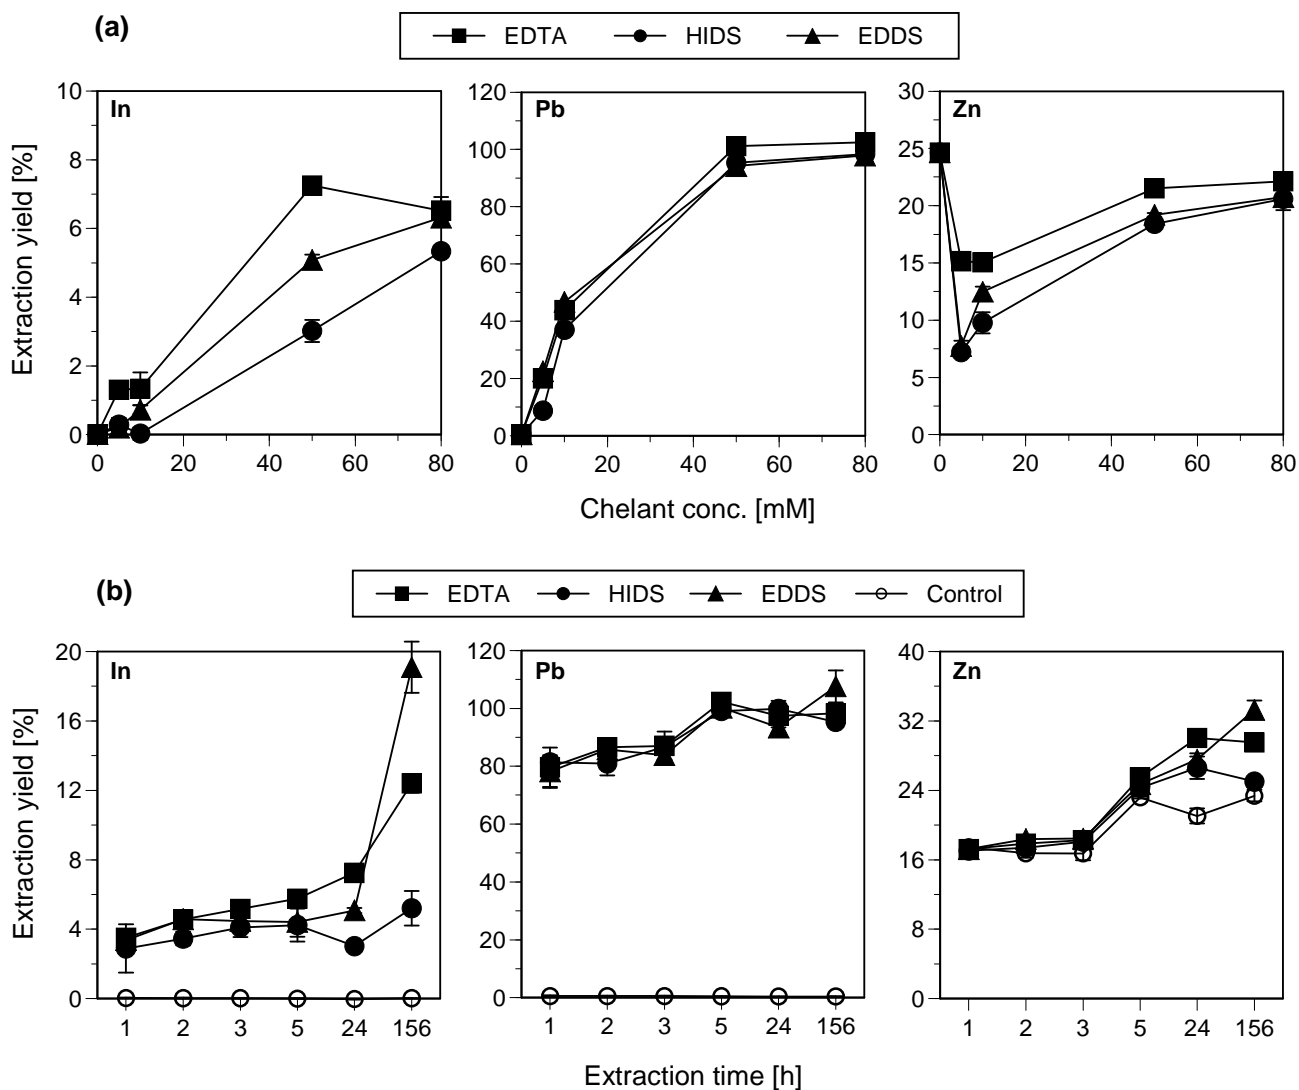 (a)
EDTA HIDS EDDS
In Pb Zn
Extraction yield [%]
10 8 6 4 2 0
0 20 40 60 80
120 100 80 60 40 20 0
0 20 40 60 80
30 25 20 15 10 5 0
0 20 40 60 80
Chelant conc. [mM]
(b)
EDTA HIDS EDDS Control
In Pb Zn
Extraction yield [%]
20 16 12 8 4 0
1 2 3 5 24 156
120 100 80 60 40 20 0
1 2 3 5 24 156
40 32 24 16 8 0
1 2 3 5 24 156
Extraction time [h]